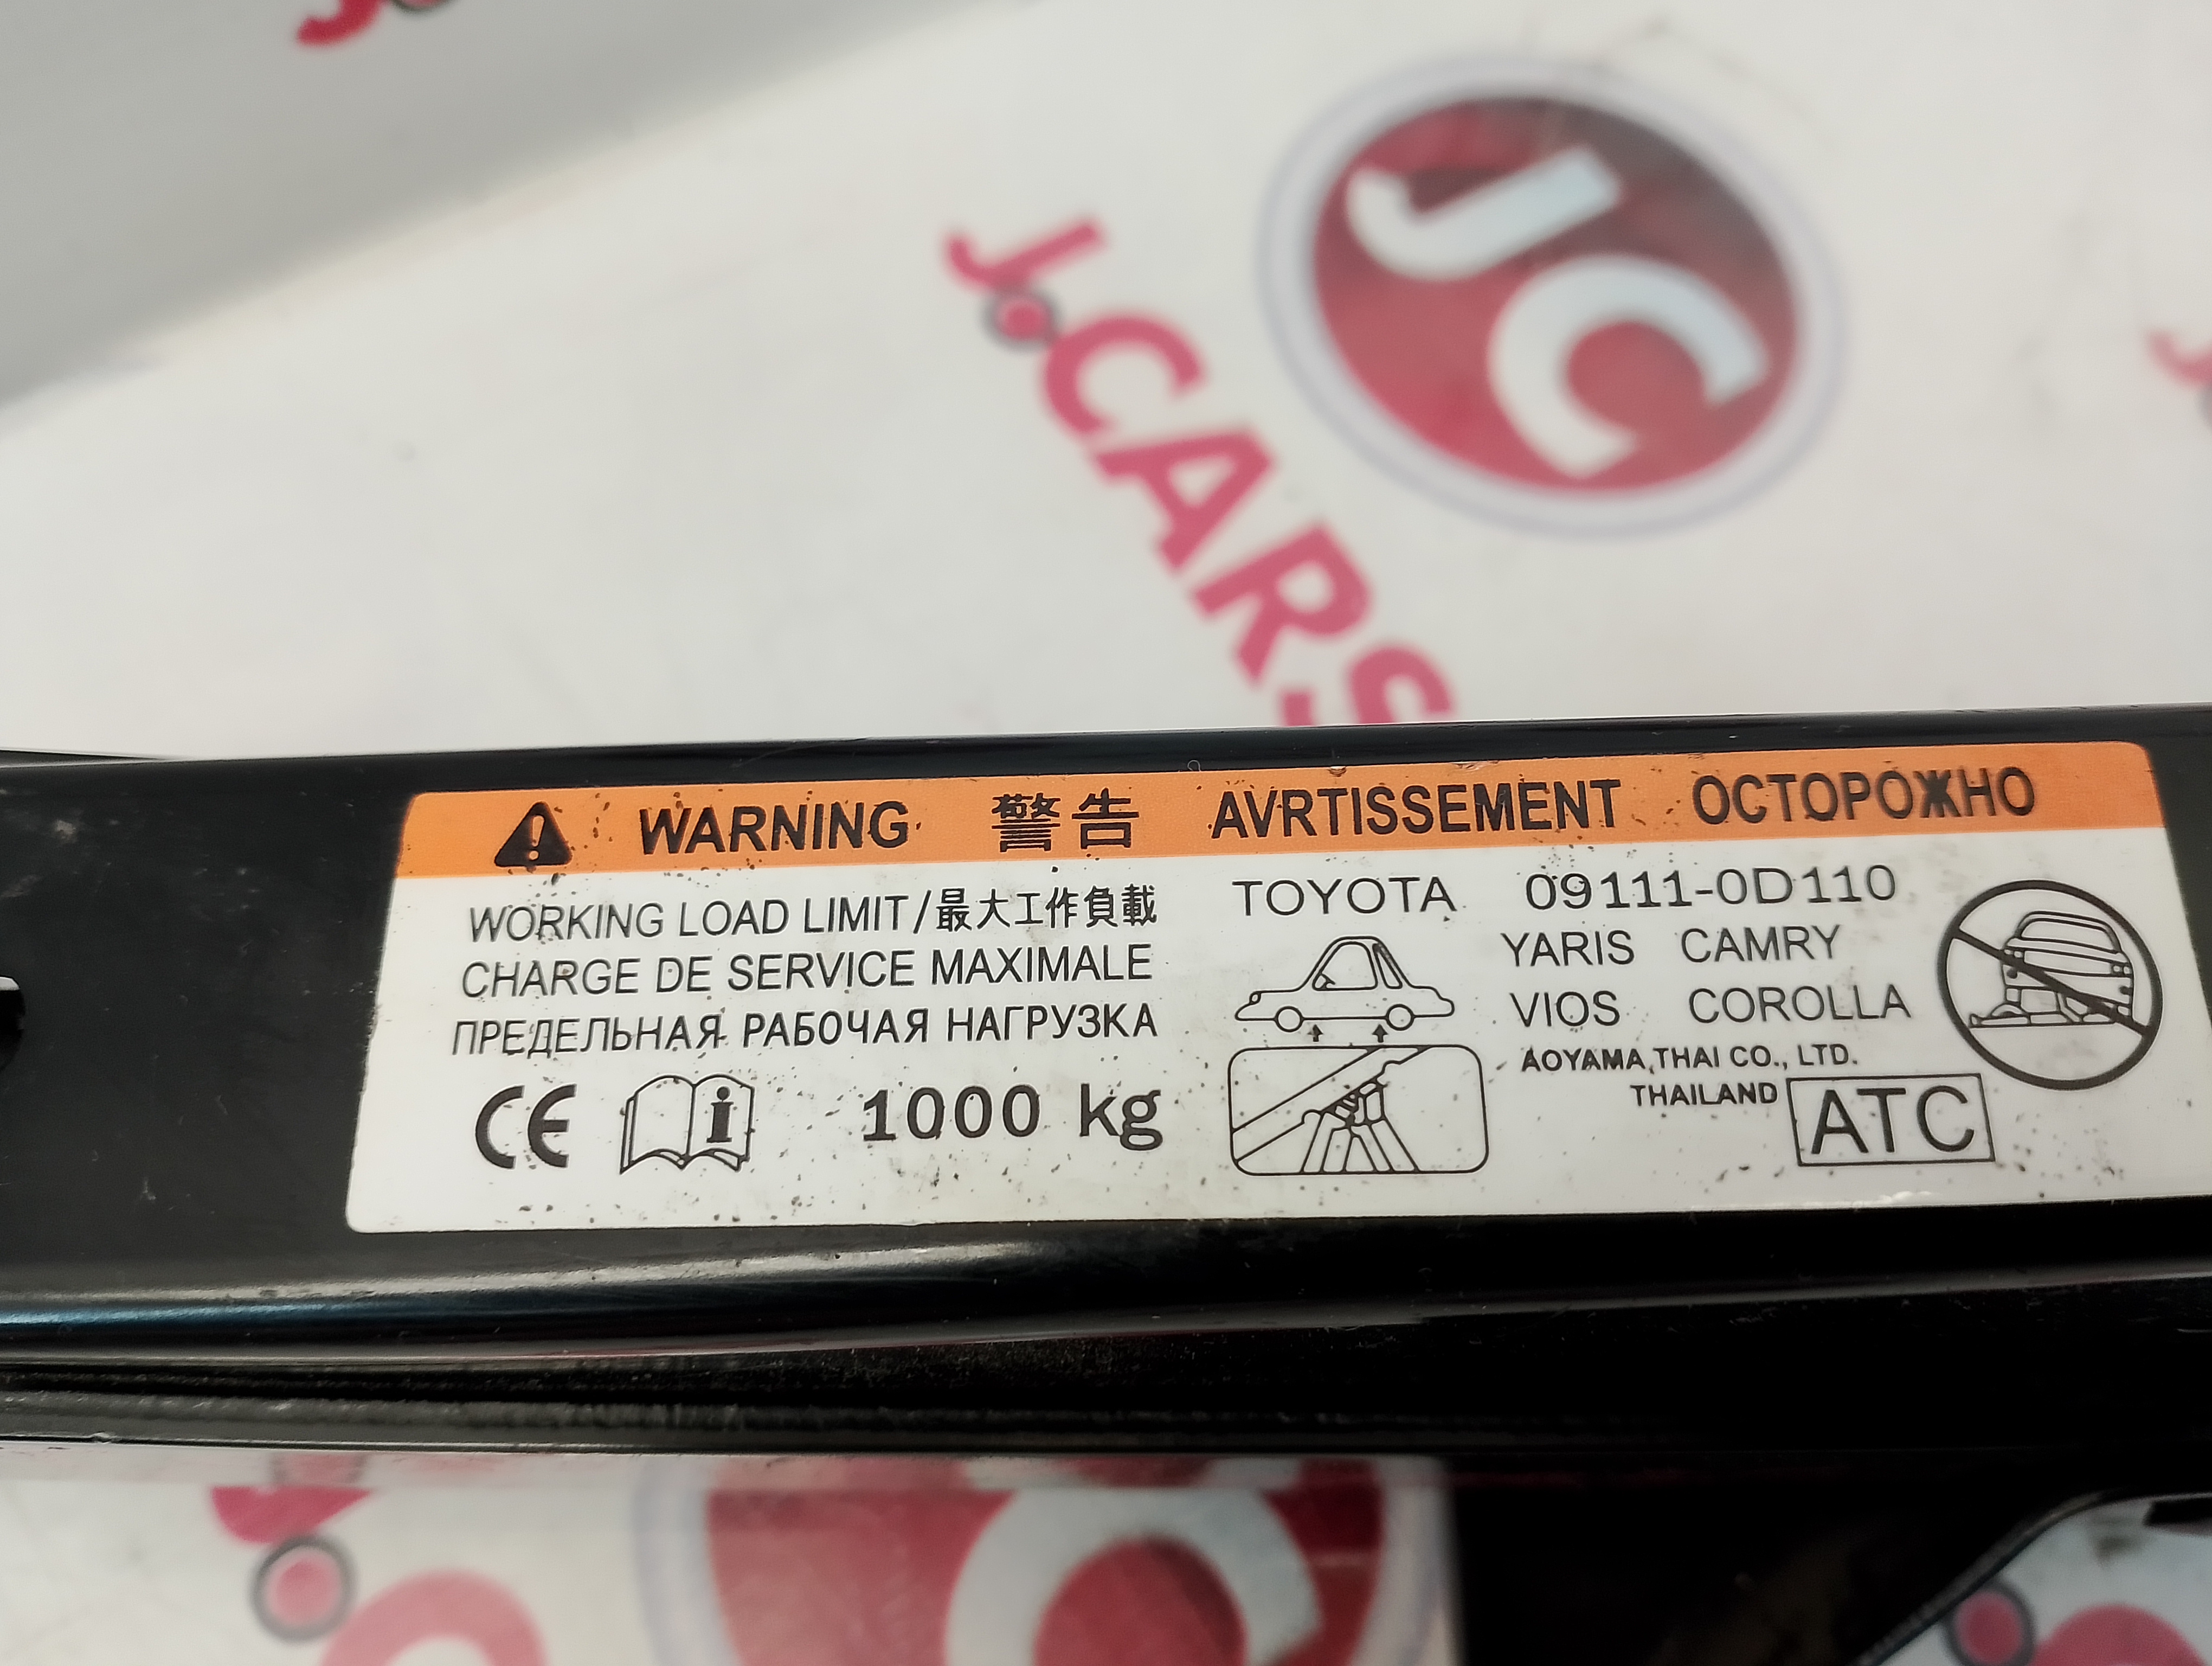 JC
J.CARS
WARNING 警告 AVRTISSEMENT ОСТОРОЖНО
WORKING LOAD LIMIT/最大工作負載
CHARGE DE SERVICE MAXIMALE
ПРЕДЕЛЬНАЯ РАБОЧАЯ НАГРУЗКА
CE i 1000 kg
TOYOTA 09111-0D110
YARIS CAMRY
VIOS COROLLA
AOYAMA THAI CO., LTD.
THAILAND ATC